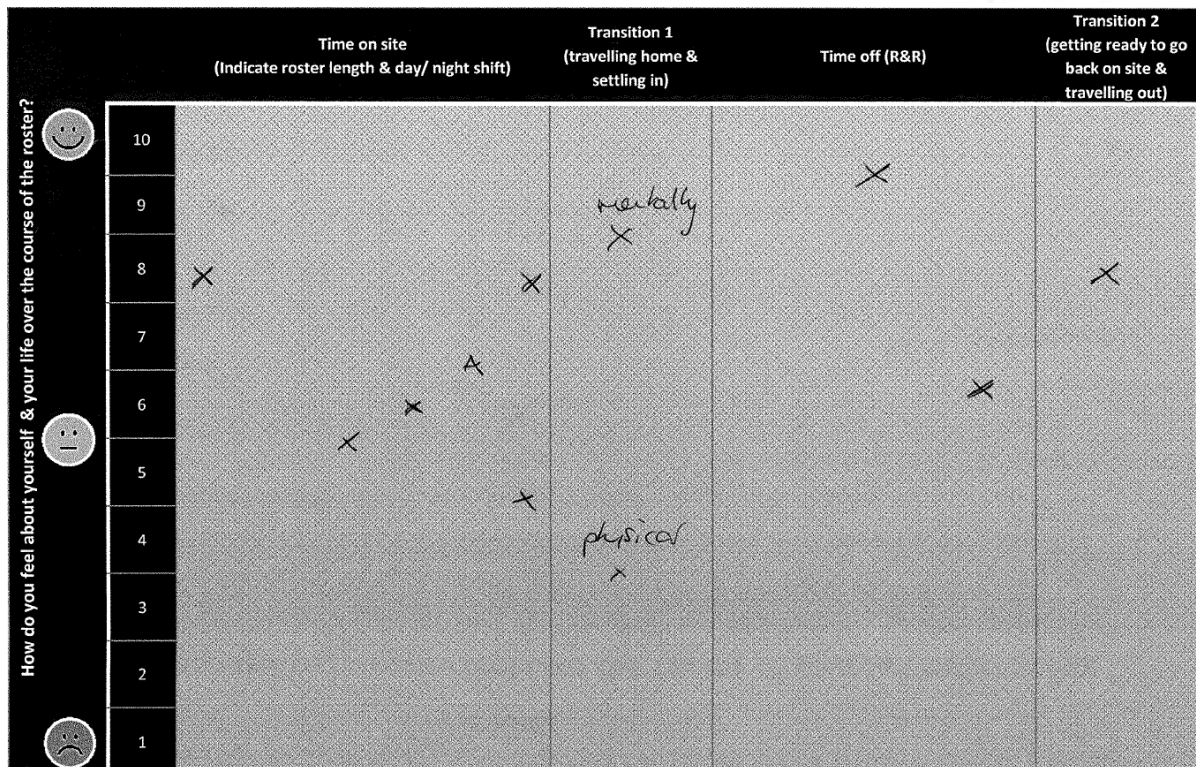 How do you feel about yourself & your life over the course of the roster?
Time on site
(Indicate roster length & day/ night shift)
Transition 1
(travelling home &
settling in)
Time off (R&R)
Transition 2
(getting ready to go
back on site &
travelling out)
10
9
8
7
6
5
4
3
2
1
mentally
physical